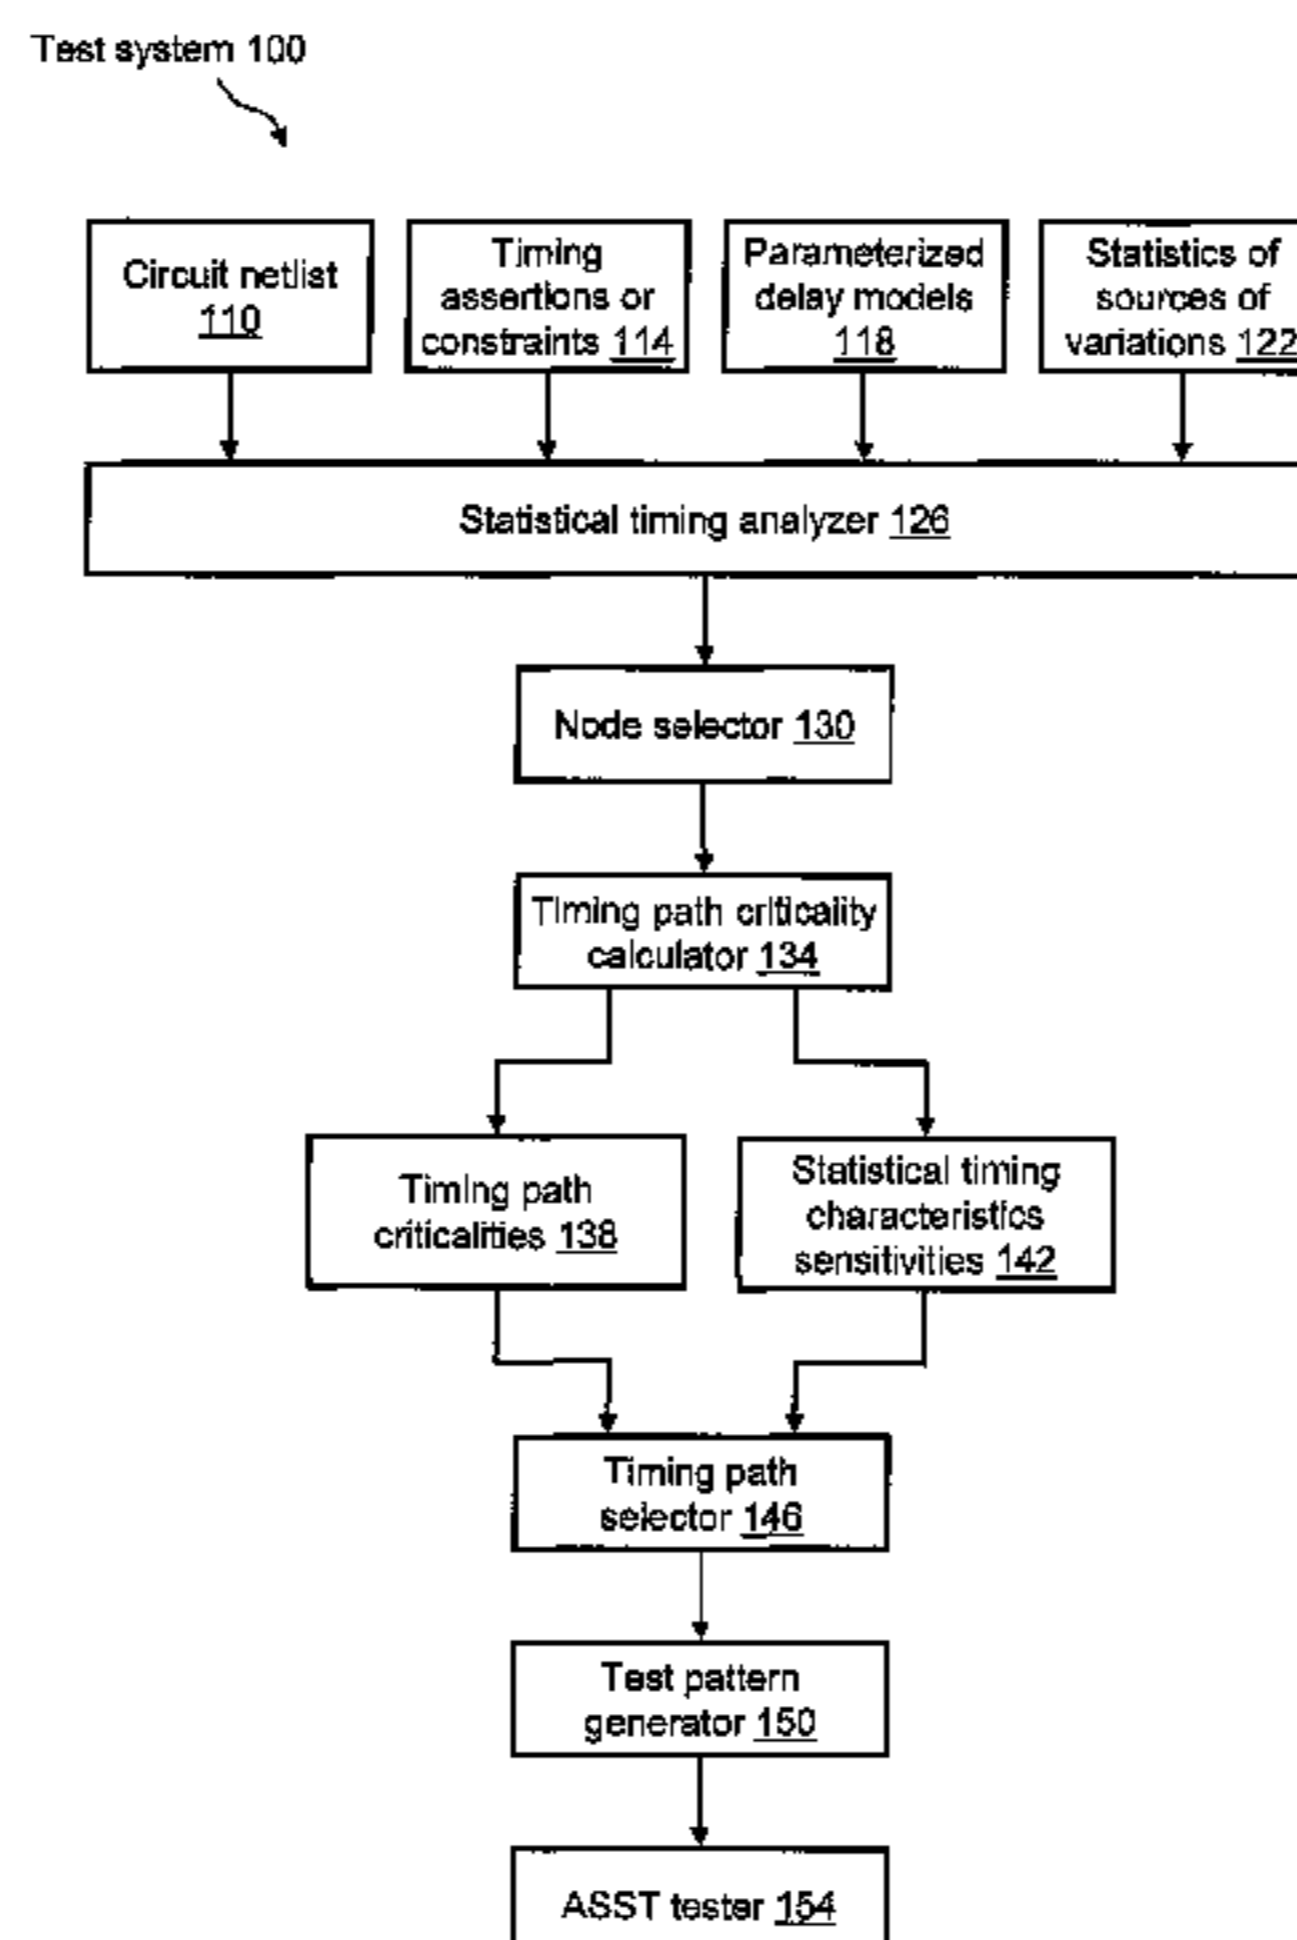 Test system 100
Circuit netlist
110
Timing
assertions or
constraints 114
Parameterized
delay models
118
Statistics of
sources of
variations 122
Statistical timing analyzer 126
Node selector 130
Timing path criticality
calculator 134
Timing path
criticalities 138
Statistical timing
characteristics
sensitivities 142
Timing path
selector 146
Test pattern
generator 150
ASST tester 154